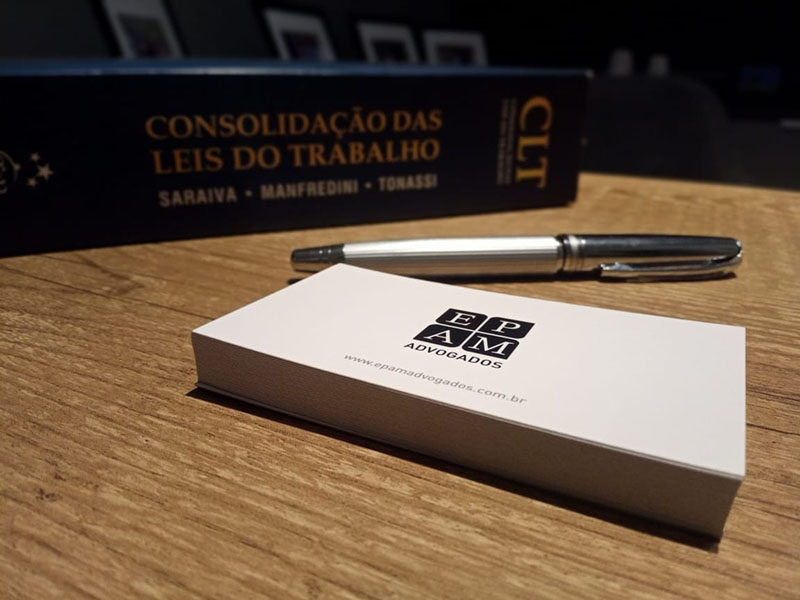 CONSOLIDAÇÃO DAS
LEIS DO TRABALHO
SARAIVA • MANFREDINI • TONASSI
CLT
EP
AM
ADVOGADOS
www.epamadvogados.com.br